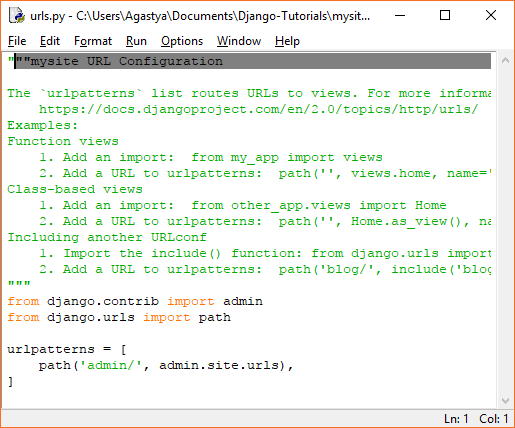 urls.py - C:\Users\Agastya\Documents\Django-Tutorials\mysit...
File Edit Format Run Options Window Help
"""mysite URL Configuration
The `urlpatterns` list routes URLs to views. For more informa
    https://docs.djangoproject.com/en/2.0/topics/http/urls/
Examples:
Function views
    1. Add an import:  from my_app import views
    2. Add a URL to urlpatterns:  path('', views.home, name='
Class-based views
    1. Add an import:  from other_app.views import Home
    2. Add a URL to urlpatterns:  path('', Home.as_view(), na
Including another URLconf
    1. Import the include() function: from django.urls import
    2. Add a URL to urlpatterns:  path('blog/', include('blog
"""
from django.contrib import admin
from django.urls import path
urlpatterns = [
    path('admin/', admin.site.urls),
]
Ln: 1 Col: 1